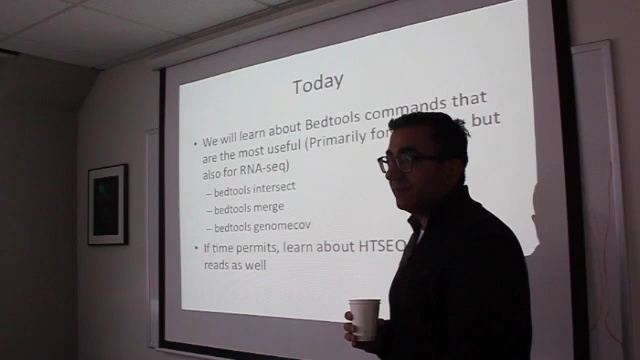 Today
• We will learn about Bedtools commands that
are the most useful (Primarily for but
also for RNA-seq)
– bedtools intersect
– bedtools merge
– bedtools genomecov
• If time permits, learn about HTSEQ
reads as well